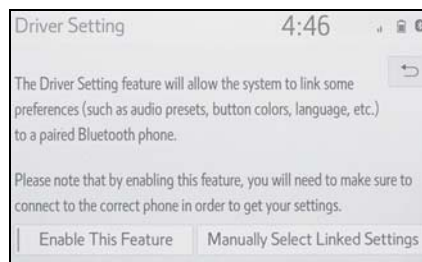 Driver Setting 4:46
The Driver Setting feature will allow the system to link some
preferences (such as audio presets, button colors, language, etc.)
to a paired Bluetooth phone.
Please note that by enabling this feature, you will need to make sure to
connect to the correct phone in order to get your settings.
Enable This Feature
Manually Select Linked Settings